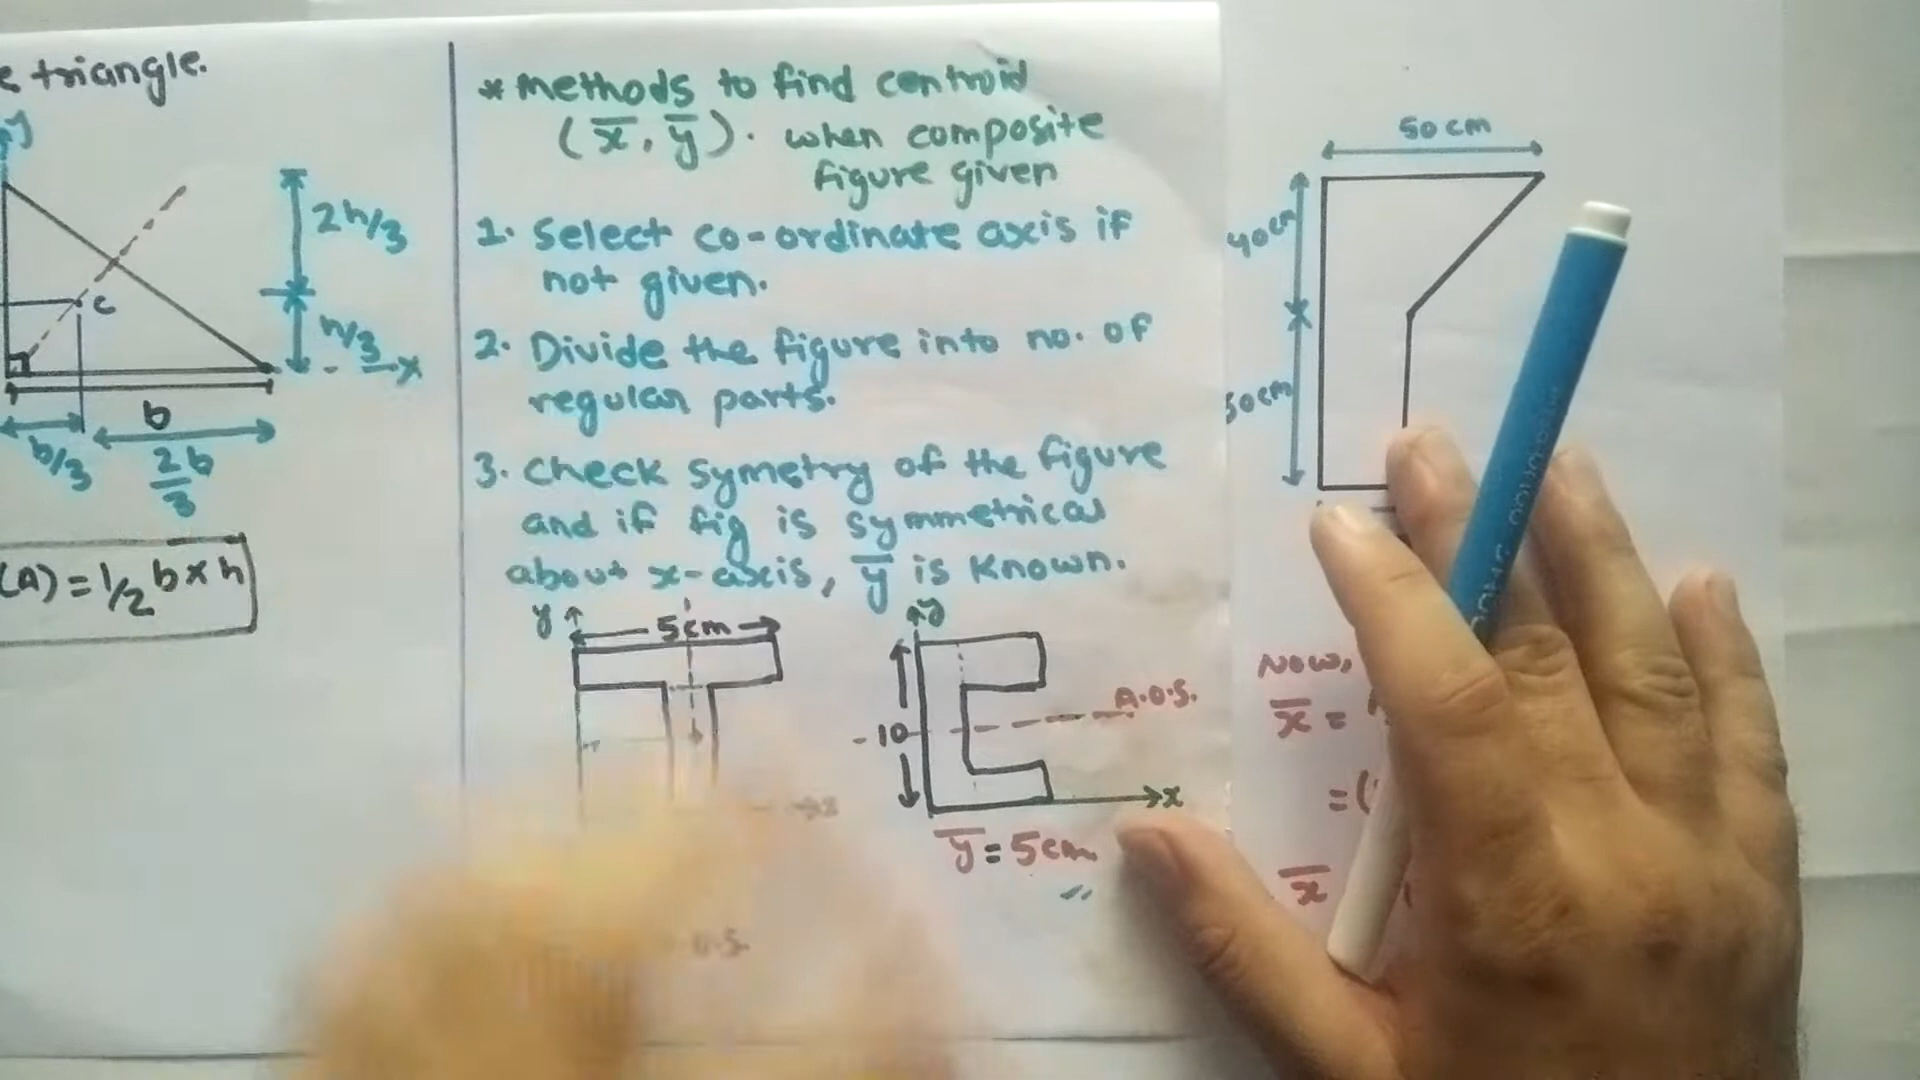 e triangle.
y
2h/3
c
h/3
x
b
b/3
2b/3
(A) = 1/2 b x h
* Methods to find centroid
(x̅, y̅). when composite
figure given
1. Select co-ordinate axis if
not given.
2. Divide the figure into no. of
regular parts.
3. Check symetry of the figure
and if fig is symmetrical
about x-axis, y̅ is known.
y
5cm
y
10
A.O.S.
x
y̅ = 5cm
50 cm
40cm
50cm
Now,
x̅ =
= (
x̅